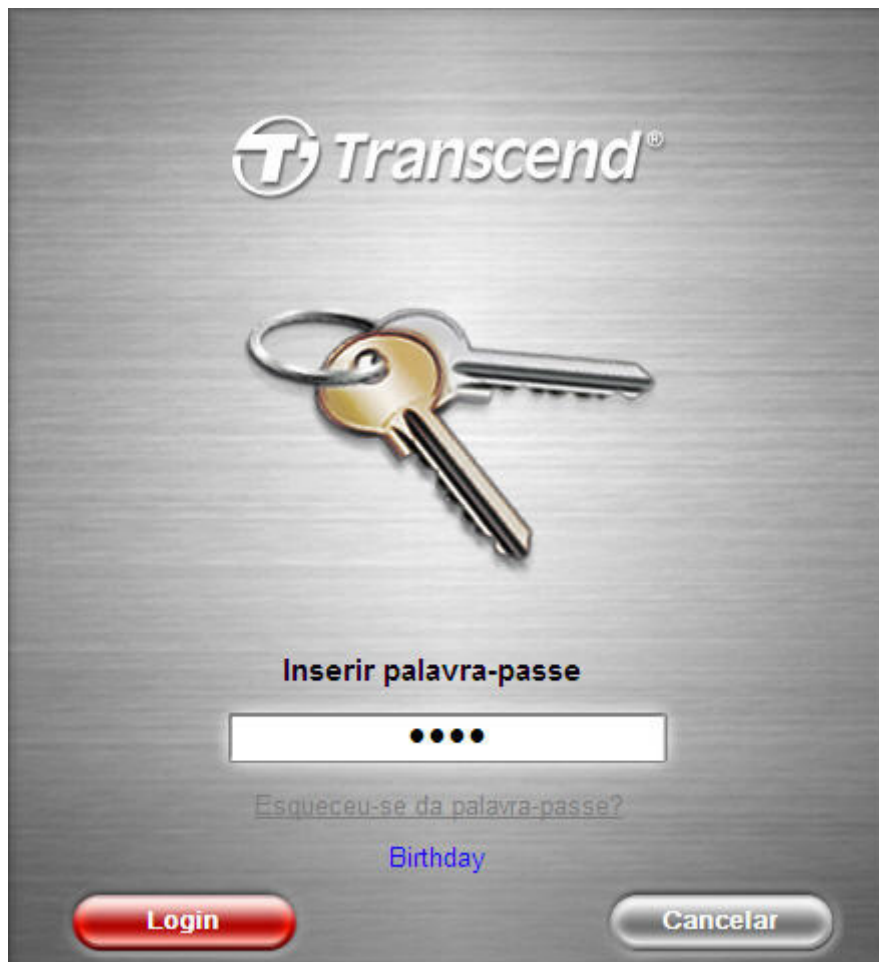 Transcend®
Inserir palavra-passe
••••
Esqueceu-se da palavra-passe?
Birthday
Login
Cancelar